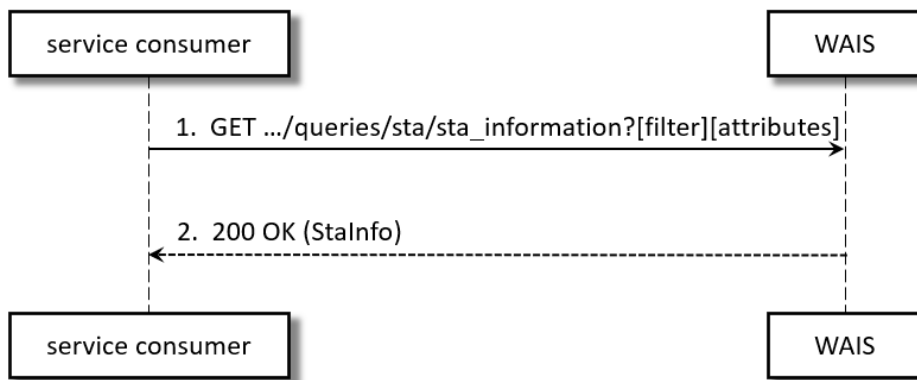 service consumer
WAIS
1. GET …/queries/sta/sta_information?[filter][attributes]
2. 200 OK (StaInfo)
service consumer
WAIS